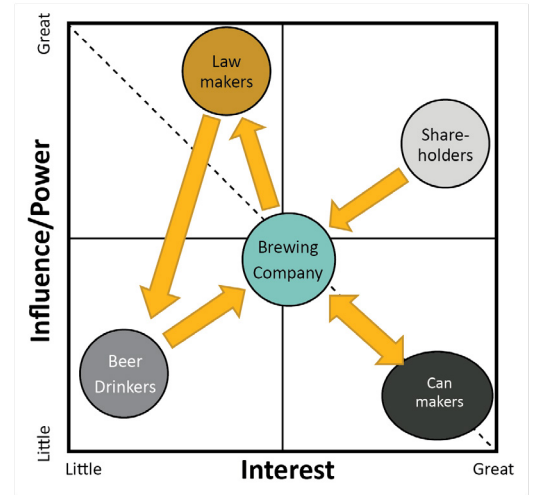 Great
Law
makers
Share-
holders
Influence/Power
Brewing
Company
Beer
Drinkers
Can
makers
Little
Little
Interest
Great